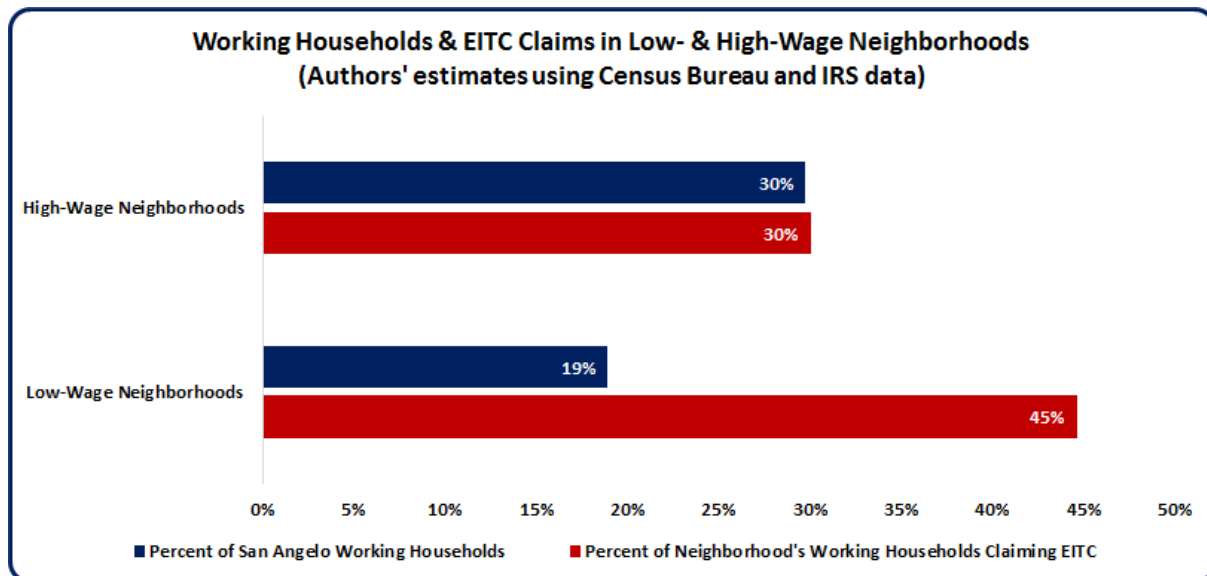 Working Households & EITC Claims in Low- & High-Wage Neighborhoods
(Authors' estimates using Census Bureau and IRS data)
High-Wage Neighborhoods
30%
30%
Low-Wage Neighborhoods
19%
45%
0% 5% 10% 15% 20% 25% 30% 35% 40% 45% 50%
Percent of San Angelo Working Households Percent of Neighborhood's Working Households Claiming EITC